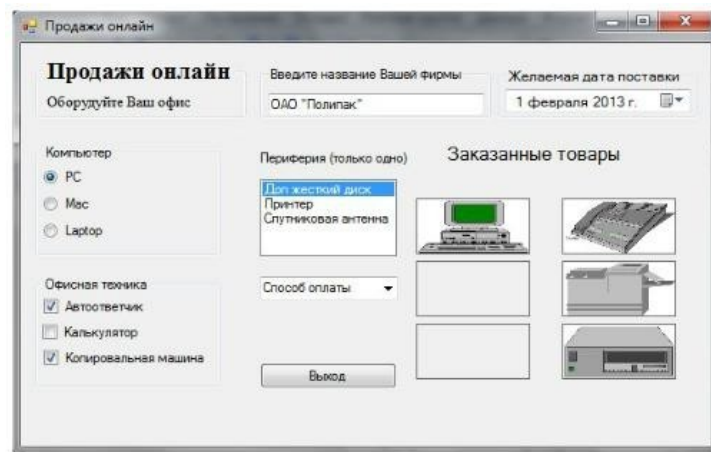 Продажи онлайн
Продажи онлайн
Оборудуйте Ваш офис
Введите название Вашей фирмы
ОАО "Полипак"
Желаемая дата поставки
1 февраля 2013 г.
Компьютер
PC
Mac
Laptop
Периферия (только одно)
Доп жесткий диск
Принтер
Спутниковая антенна
Заказанные товары
Офисная техника
Автоответчик
Калькулятор
Копировальная машина
Способ оплаты
Выход